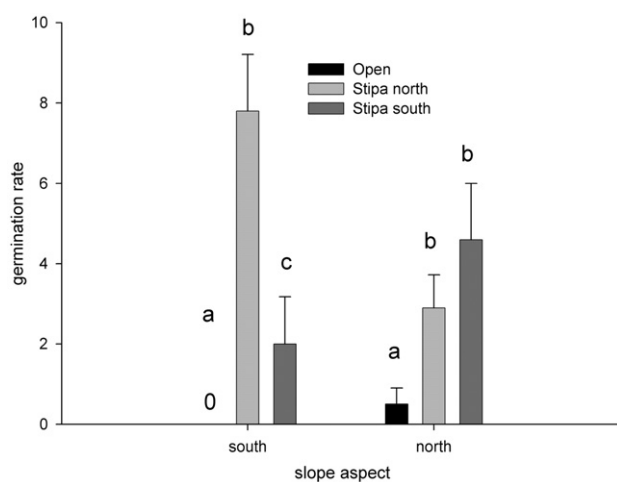 10
8
6
4
2
0
germination rate
b
Open
Stipa north
Stipa south
a
0
c
a
b
b
south
north
slope aspect